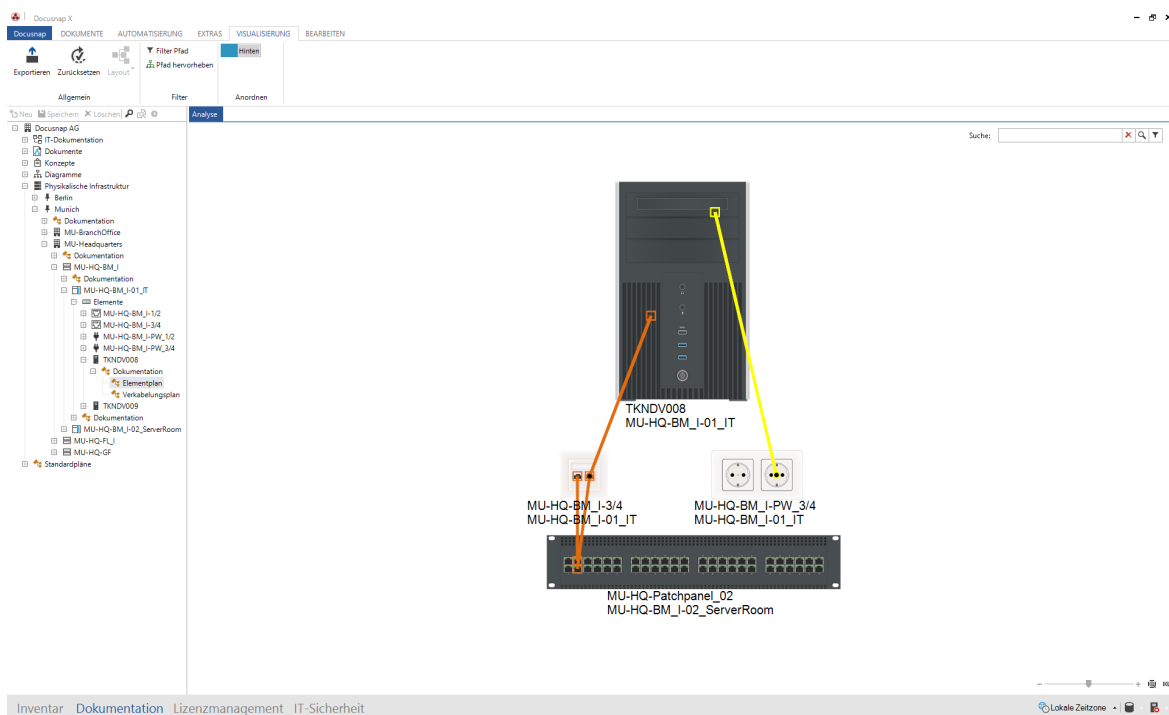 Docusnap X
Docusnap DOKUMENTE AUTOMATISIERUNG EXTRAS VISUALISIERUNG BEARBEITEN
Exportieren Zurücksetzen Layout
Filter Pfad
Pfad hervorheben
Hinten
Allgemein Filter Anordnen
Neu Speichern Löschen
Analyse
Suche:
Docusnap AG
IT-Dokumentation
Dokumente
Konzepte
Diagramme
Physikalische Infrastruktur
Berlin
Munich
Dokumentation
MU-BranchOffice
MU-Headquarters
Dokumentation
MU-HQ-BM_I
Dokumentation
MU-HQ-BM_I-01_IT
Elemente
MU-HQ-BM_I-1/2
MU-HQ-BM_I-3/4
MU-HQ-BM_I-PW_1/2
MU-HQ-BM_I-PW_3/4
TKNDV008
Dokumentation
Elementplan
Verkabelungsplan
TKNDV009
Dokumentation
MU-HQ-BM_I-02_ServerRoom
MU-HQ-FL_I
MU-HQ-GF
Standardpläne
TKNDV008
MU-HQ-BM_I-01_IT
MU-HQ-BM_I-3/4
MU-HQ-BM_I-01_IT
MU-HQ-BM_I-PW_3/4
MU-HQ-BM_I-01_IT
MU-HQ-Patchpanel_02
MU-HQ-BM_I-02_ServerRoom
Inventar Dokumentation Lizenzmanagement IT-Sicherheit
Lokale Zeitzone